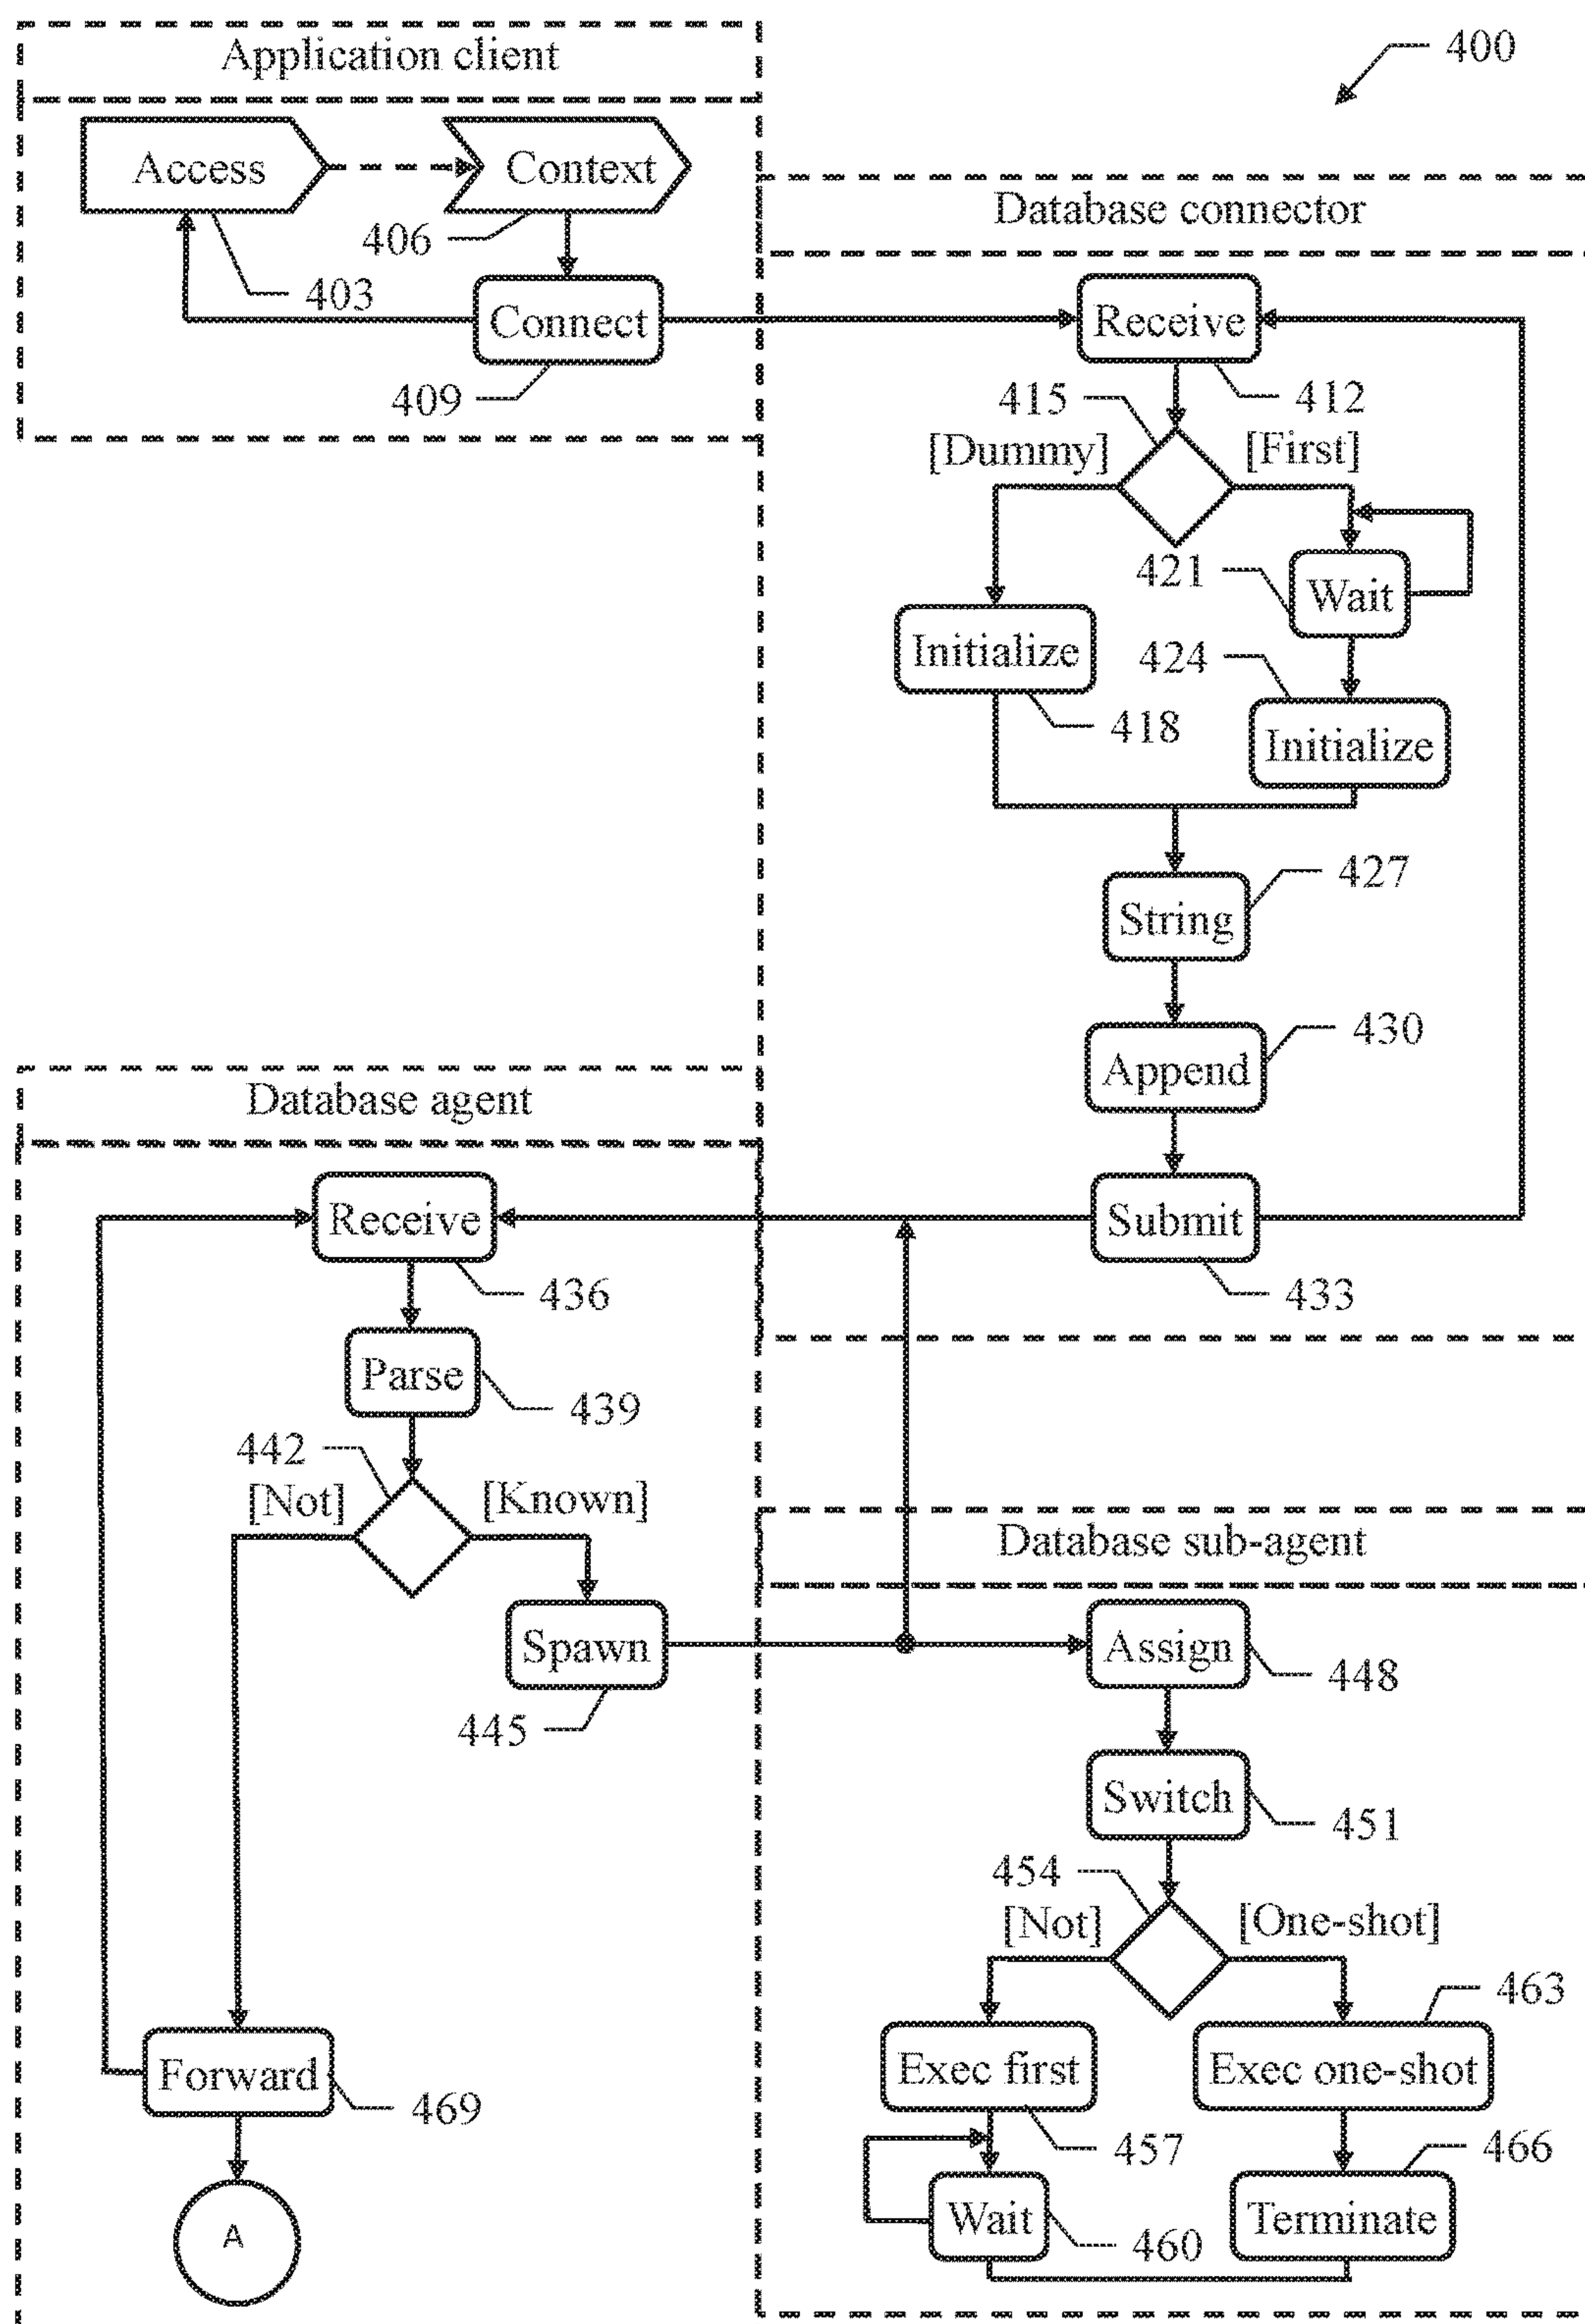 Application client
400
Access
Context
Database connector
406
403
Connect
Receive
409
415
412
[Dummy]
[First]
421
Wait
Initialize
424
418
Initialize
427
String
430
Append
Database agent
Receive
Submit
436
433
Parse
439
442
[Not]
[Known]
Database sub-agent
Spawn
Assign
448
445
Switch
451
454
[Not]
[One-shot]
463
Exec first
Exec one-shot
Forward
469
457
466
A
Wait
460
Terminate